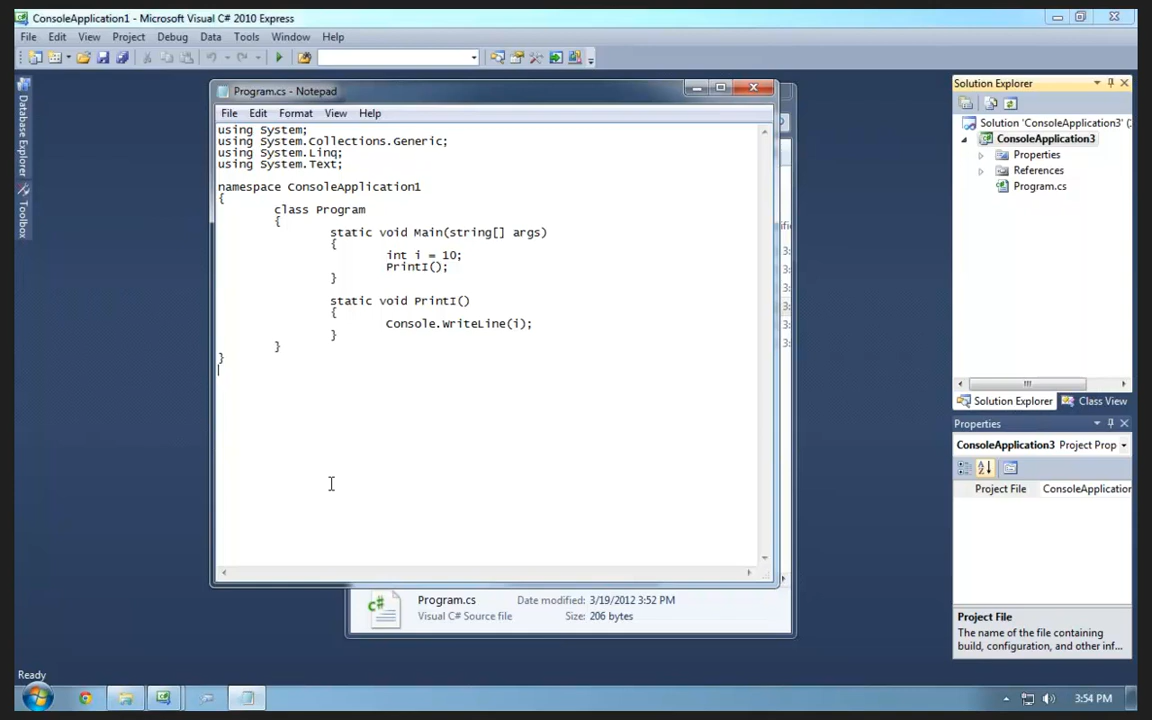 ConsoleApplication1 - Microsoft Visual C# 2010 Express
File Edit View Project Debug Data Tools Window Help
Database Explorer
Toolbox
Program.cs - Notepad
File Edit Format View Help
using System;
using System.Collections.Generic;
using System.Linq;
using System.Text;
namespace ConsoleApplication1
{
class Program
{
static void Main(string[] args)
{
int i = 10;
PrintI();
}
static void PrintI()
{
Console.WriteLine(i);
}
}
}
Program.cs Date modified: 3/19/2012 3:52 PM
Visual C# Source file Size: 206 bytes
Solution Explorer
Solution 'ConsoleApplication3' (
ConsoleApplication3
Properties
References
Program.cs
Solution Explorer Class View
Properties
ConsoleApplication3 Project Prop
Project File ConsoleApplication
Project File
The name of the file containing
build, configuration, and other inf...
Ready
3:54 PM